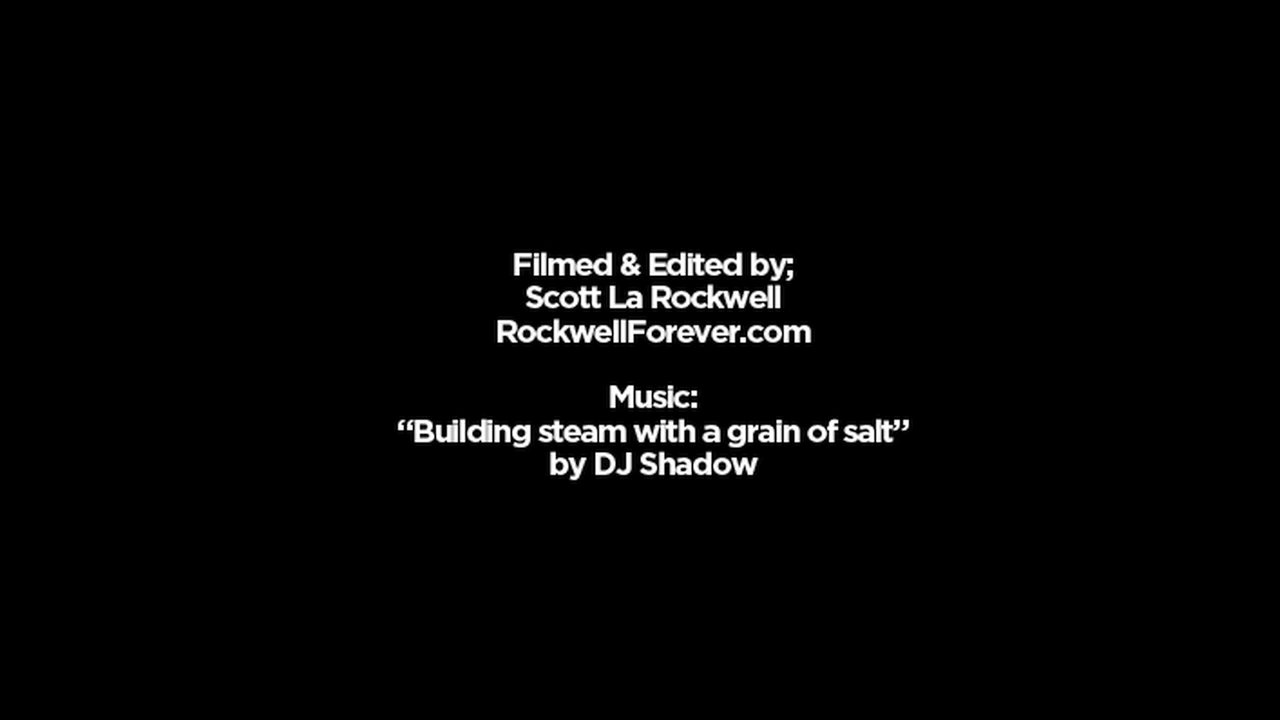 Filmed & Edited by;
Scott La Rockwell
RockwellForever.com
Music:
“Building steam with a grain of salt”
by DJ Shadow